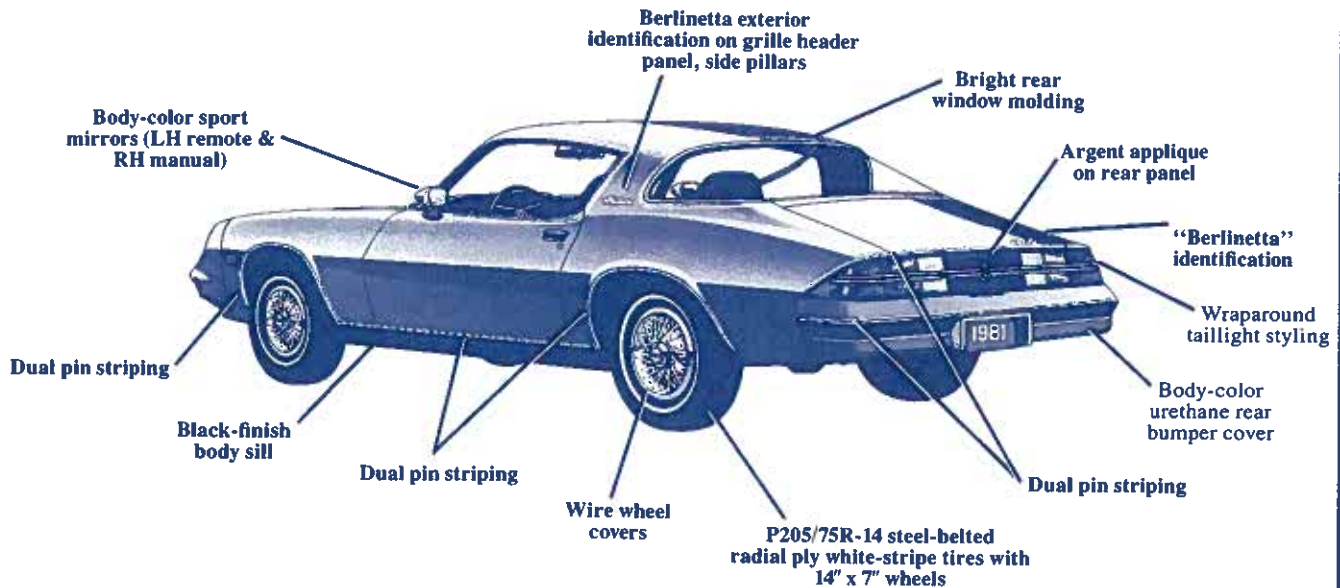 Berlinetta exterior
identification on grille header
panel, side pillars
Bright rear
window molding
Body-color sport
mirrors (LH remote &
RH manual)
Argent applique
on rear panel
“Berlinetta”
identification
Wraparound
taillight styling
1981
Dual pin striping
Body-color
urethane rear
bumper cover
Black-finish
body sill
Dual pin striping
Dual pin striping
Wire wheel
covers
P205/75R-14 steel-belted
radial ply white-stripe tires with
14" x 7" wheels